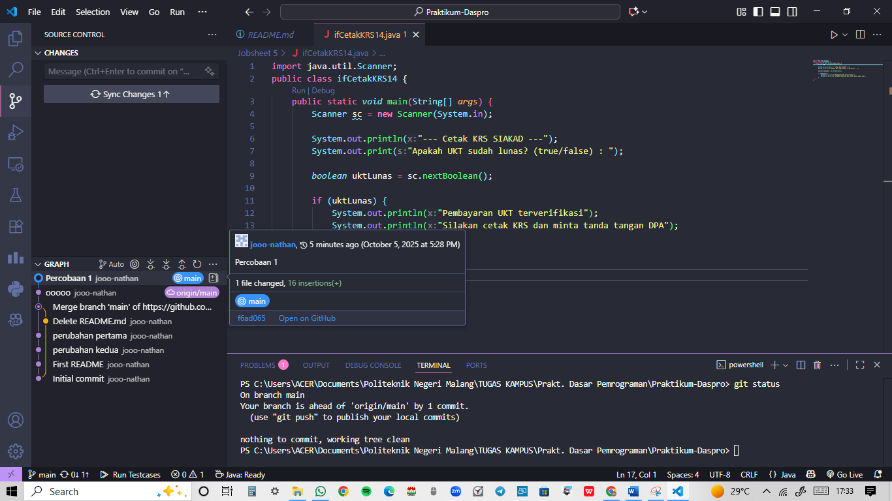 File Edit Selection View Go Run ··· Praktikum-Daspro
SOURCE CONTROL
README.md ifCetakKRS14.java 1
CHANGES
Jobsheet 5 > ifCetakKRS14.java > ...
Message (Ctrl+Enter to commit on "...
Sync Changes 1↑
1 import java.util.Scanner;
2 public class ifCetakKRS14 {
Run | Debug
3 public static void main(String[] args) {
4 Scanner sc = new Scanner(System.in);
5
6 System.out.println(x:"--- Cetak KRS SIAKAD ---");
7 System.out.print(s:"Apakah UKT sudah lunas? (true/false) : ");
8
9 boolean uktLunas = sc.nextBoolean();
10
11 if (uktLunas) {
12 System.out.println(x:"Pembayaran UKT terverifikasi");
13 System.out.println(x:"Silakan cetak KRS dan minta tanda tangan DPA");
jooo-nathan, 5 minutes ago (October 5, 2025 at 5:28 PM)
Percobaan 1
1 file changed, 16 insertions(+)
main
f6ad065 Open on GitHub
GRAPH Auto
Percobaan 1 jooo-nathan main
ooooo jooo-nathan origin/main
Merge branch 'main' of https://github.co...
Delete README.md jooo-nathan
perubahan pertama jooo-nathan
perubahan kedua jooo-nathan
First README jooo-nathan
Initial commit jooo-nathan
PROBLEMS 1 OUTPUT DEBUG CONSOLE TERMINAL PORTS powershell
PS C:\Users\ACER\Documents\Politeknik Negeri Malang\TUGAS KAMPUS\Prakt. Dasar Pemrograman\Praktikum-Daspro> git status
On branch main
Your branch is ahead of 'origin/main' by 1 commit.
(use "git push" to publish your local commits)
nothing to commit, working tree clean
PS C:\Users\ACER\Documents\Politeknik Negeri Malang\TUGAS KAMPUS\Prakt. Dasar Pemrograman\Praktikum-Daspro>
main 0↓ 1↑ Run Testcases 0 1 Java: Ready Ln 17, Col 1 Spaces: 4 UTF-8 CRLF {} Java Go Live
Search 29°C 17:33